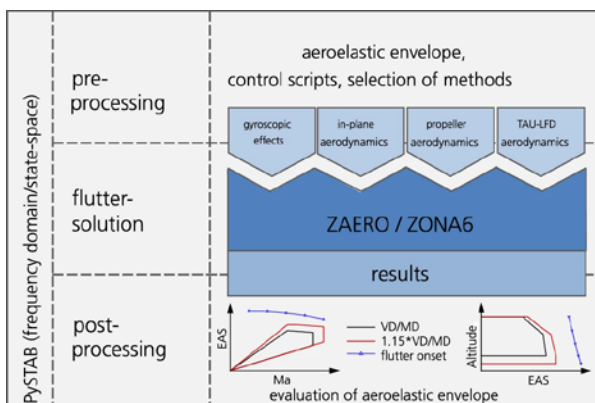 PySTAB (frequency domain/state-space)
pre-
processing
aeroelastic envelope,
control scripts, selection of methods
gyroscopic
effects
in-plane
aerodynamics
propeller
aerodynamics
TAU-LFD
aerodynamics
flutter-
solution
ZAERO / ZONA6
results
post-
processing
EAS
Ma
VD/MD
1.15*VD/MD
flutter onset
Altitude
EAS
evaluation of aeroelastic envelope